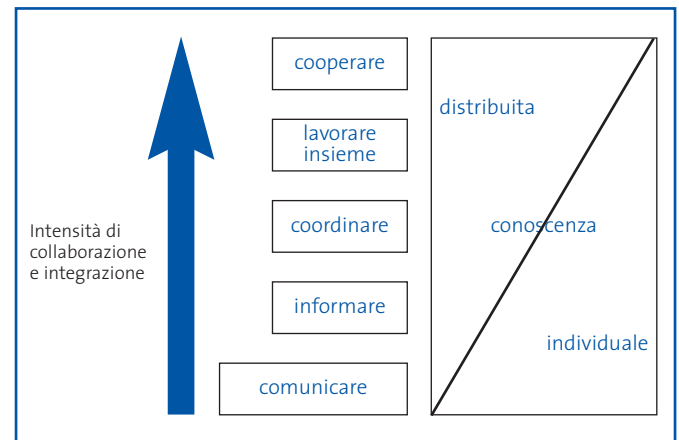 cooperare
distribuita
lavorare
insieme
Intensità di
collaborazione
e integrazione
coordinare
conoscenza
informare
individuale
comunicare